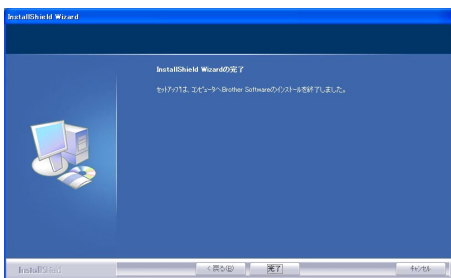 InstallShield Wizard
InstallShield Wizardの完了
セットアップは、コンピュータへBrother Softwareのインストールを終了しました。
InstallShield
< 戻る(B)
完了
キャンセル